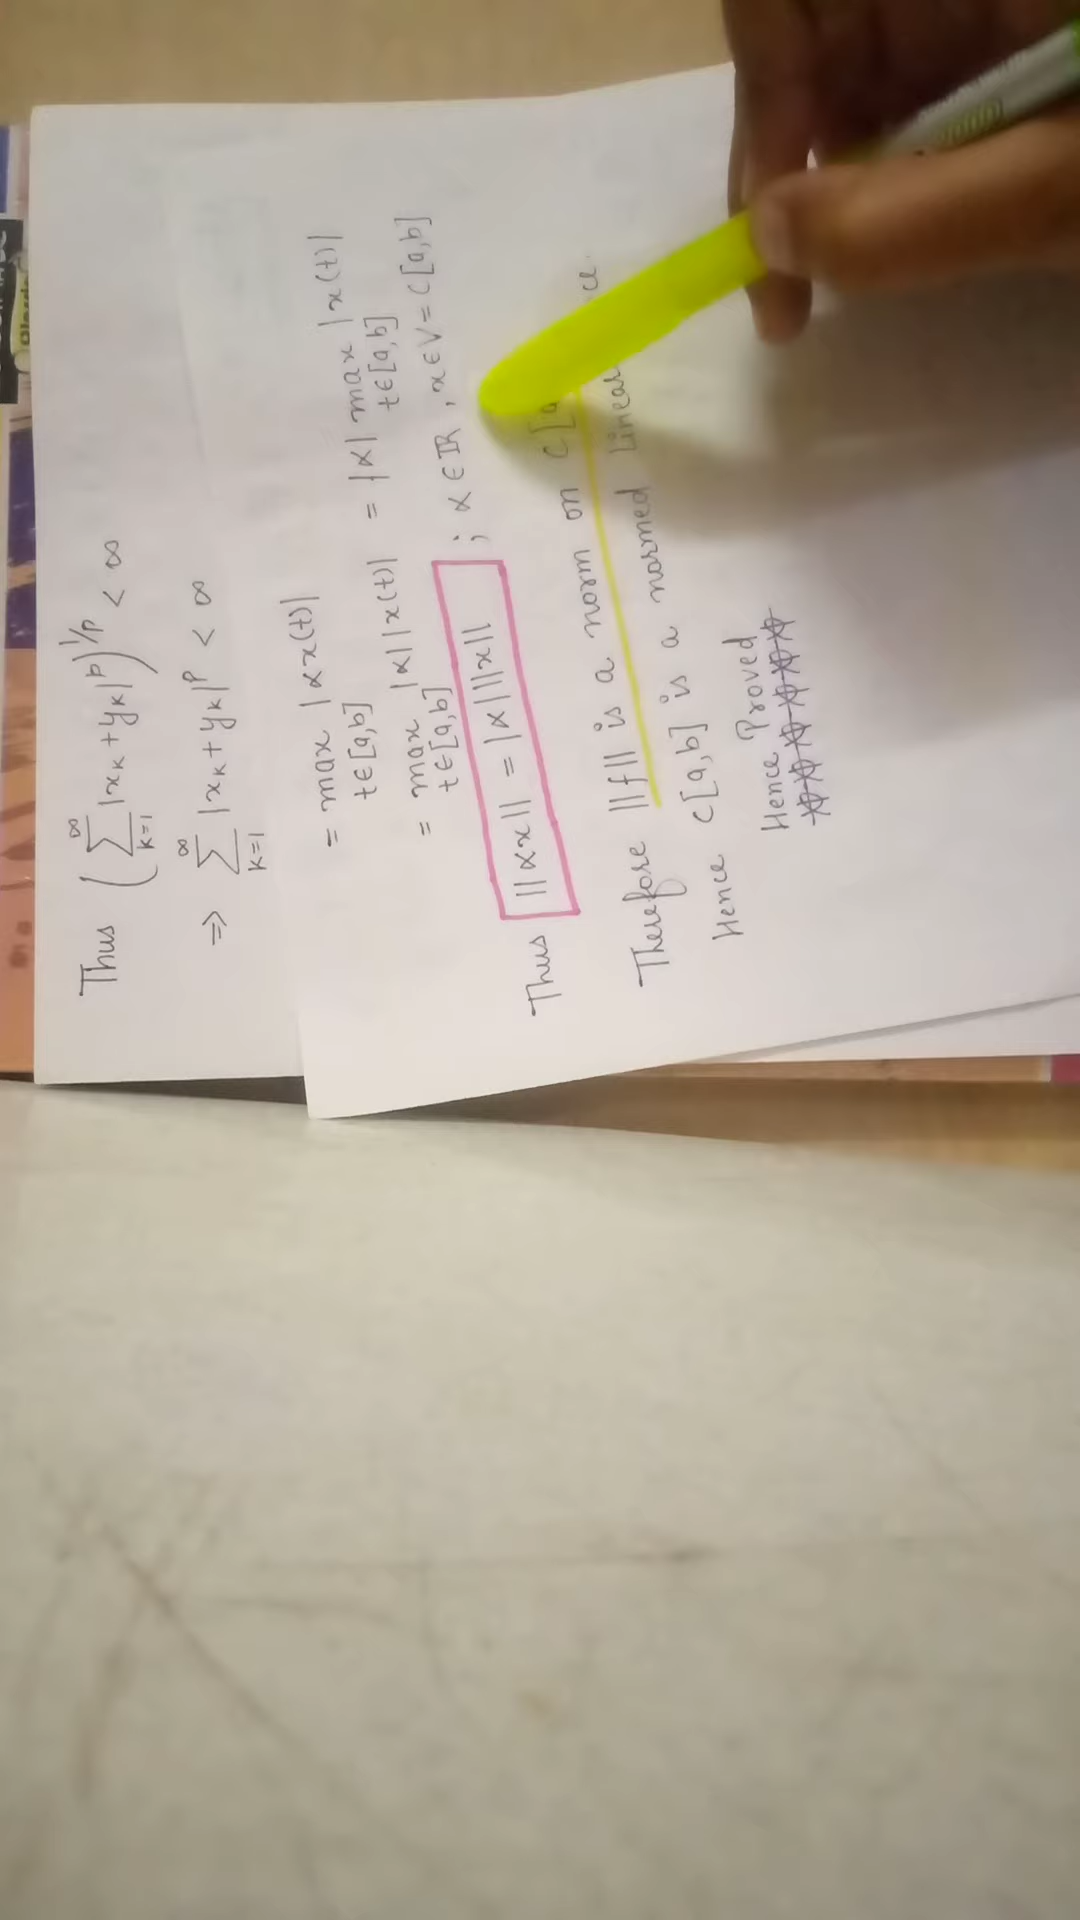 Thus (∑_{k=1}^{∞} |x_k + y_k|^p)^{1/p} < ∞
⇒ ∑_{k=1}^{∞} |x_k + y_k|^p < ∞
= max_{t∈[a,b]} |αx(t)|
= max_{t∈[a,b]} |α||x(t)| = |α| max_{t∈[a,b]} |x(t)|
Thus ||αx|| = |α| ||x|| ; α∈ℝ, x∈V = C[a,b]
Therefore ||f|| is a norm on C[a
Hence C[a,b] is a normed linear
Hence Proved